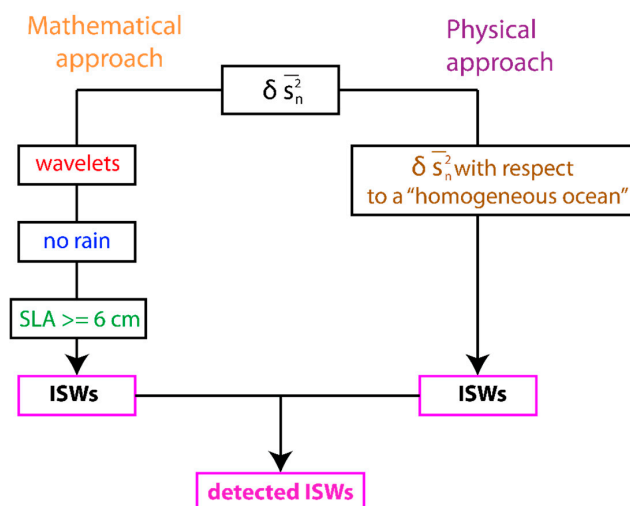 Mathematical
approach
Physical
approach
δ s̅ₙ²
wavelets
δ s̅ₙ² with respect
to a “homogeneous ocean”
no rain
SLA >= 6 cm
ISWs
ISWs
detected ISWs